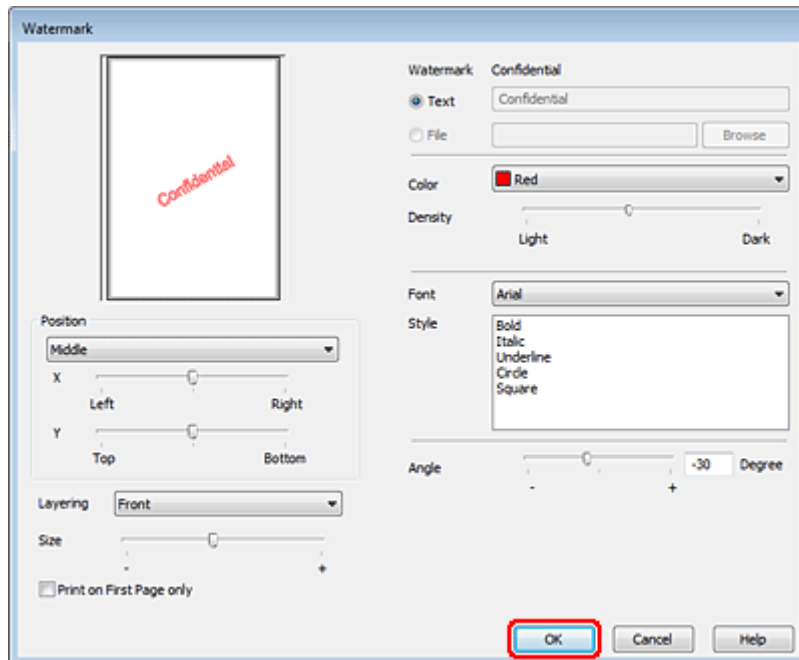 Watermark
Confidential
Watermark Confidential
Text Confidential
File Browse
Color Red
Density
Light Dark
Font Arial
Style Bold
Italic
Underline
Circle
Square
Angle -30 Degree
- +
Position
Middle
X
Left Right
Y
Top Bottom
Layering Front
Size
- +
Print on First Page only
OK Cancel Help